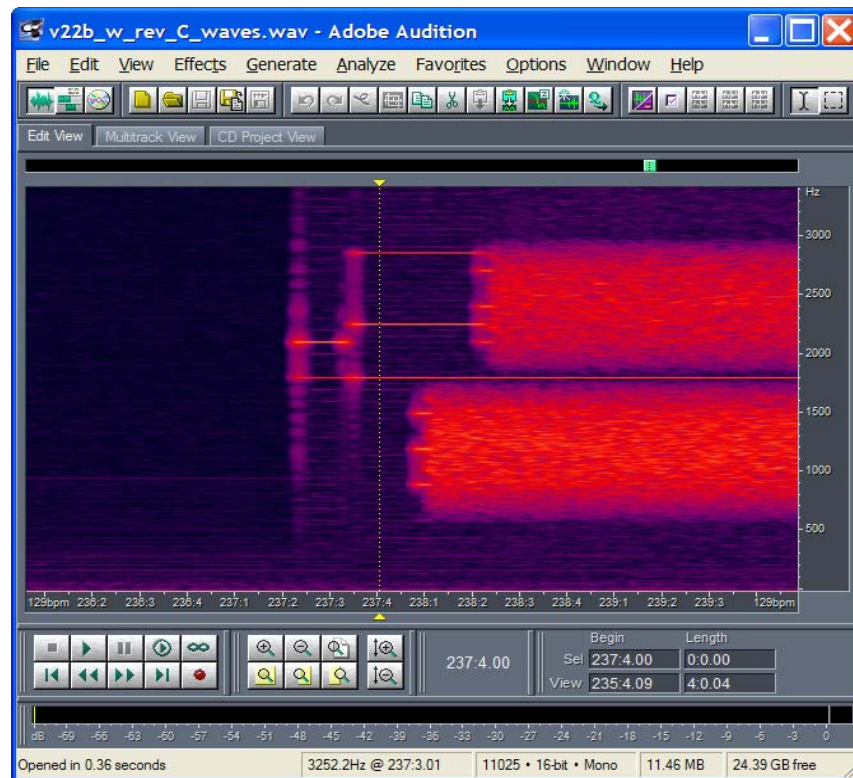 v22b_w_rev_C_waves.wav - Adobe Audition
File Edit View Effects Generate Analyze Favorites Options Window Help
Edit View Multitrack View CD Project View
Hz
3000
2500
2000
1500
1000
500
129bpm 236:2 236:3 236:4 237:1 237:2 237:3 237:4 238:1 238:2 238:3 238:4 239:1 239:2 239:3 129bpm
Begin Length
237:4.00
Sel 237:4.00 0:0.00
View 235:4.09 4:0.04
dB -69 -66 -63 -60 -57 -54 -51 -48 -45 -42 -39 -36 -33 -30 -27 -24 -21 -18 -15 -12 -9 -6 -3 0
Opened in 0.36 seconds 3252.2Hz @ 237:3.01 11025 • 16-bit • Mono 11.46 MB 24.39 GB free